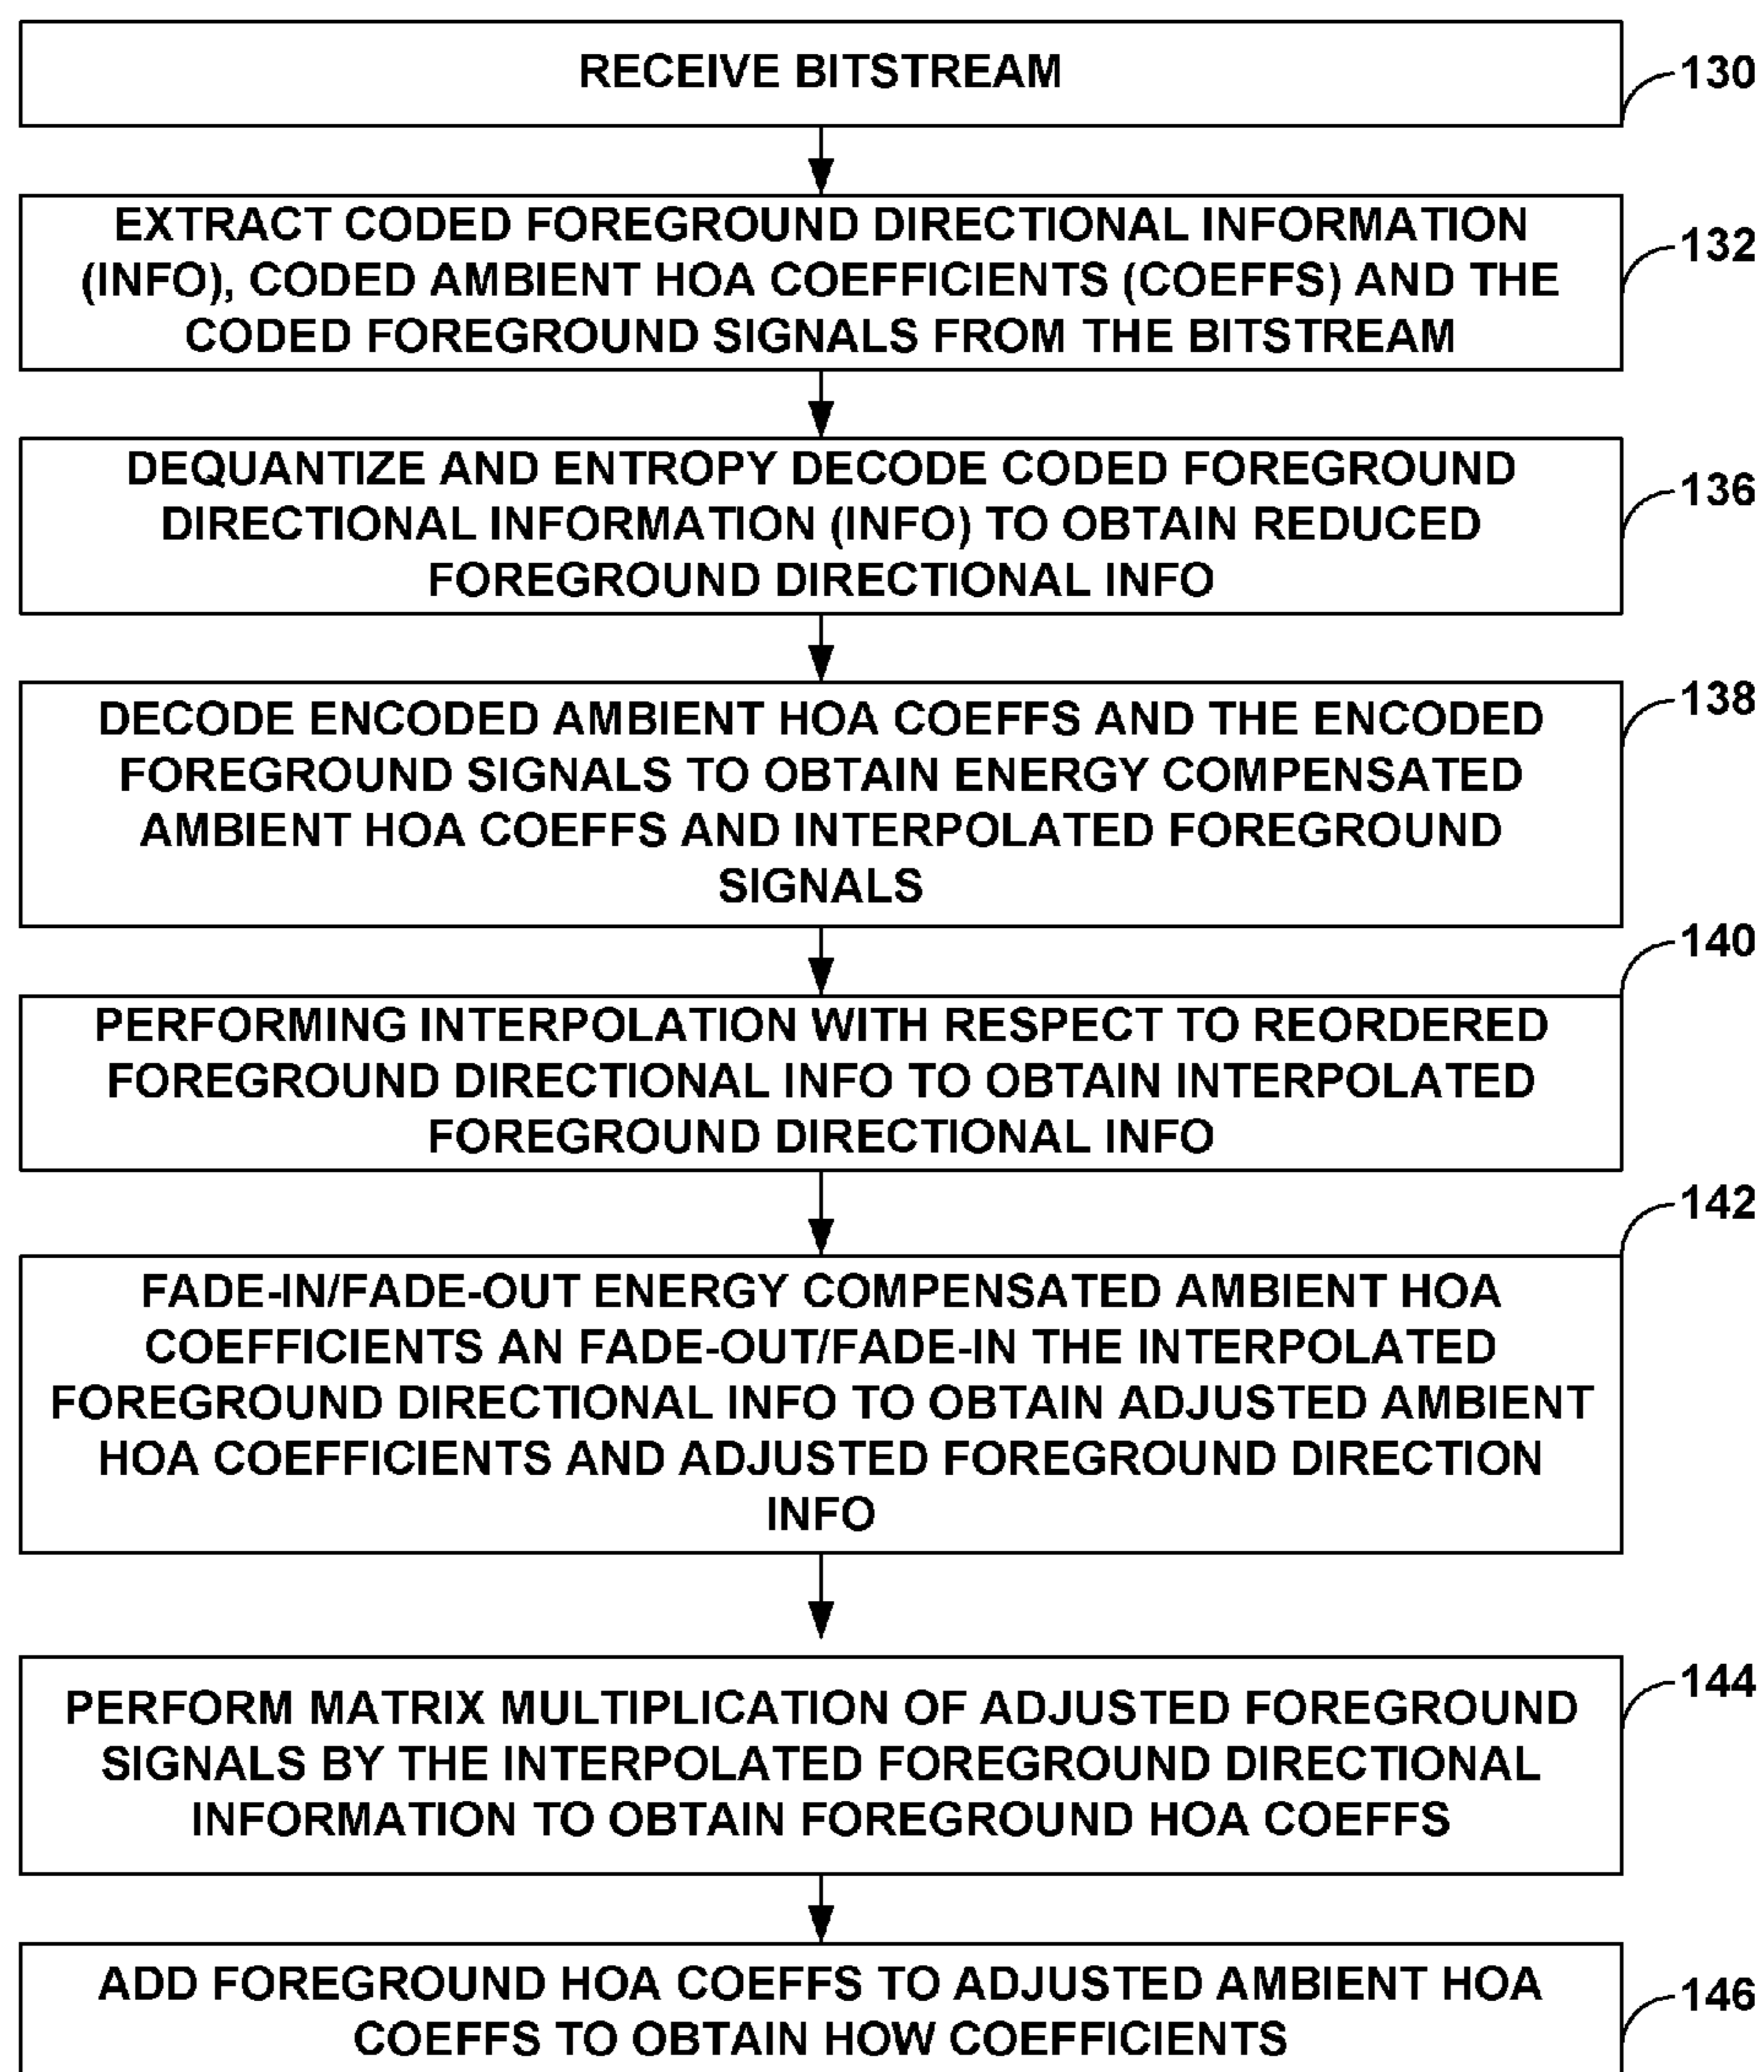 RECEIVE BITSTREAM
130
EXTRACT CODED FOREGROUND DIRECTIONAL INFORMATION
(INFO), CODED AMBIENT HOA COEFFICIENTS (COEFFS) AND THE
CODED FOREGROUND SIGNALS FROM THE BITSTREAM
132
DEQUANTIZE AND ENTROPY DECODE CODED FOREGROUND
DIRECTIONAL INFORMATION (INFO) TO OBTAIN REDUCED
FOREGROUND DIRECTIONAL INFO
136
DECODE ENCODED AMBIENT HOA COEFFS AND THE ENCODED
FOREGROUND SIGNALS TO OBTAIN ENERGY COMPENSATED
AMBIENT HOA COEFFS AND INTERPOLATED FOREGROUND
SIGNALS
138
PERFORMING INTERPOLATION WITH RESPECT TO REORDERED
FOREGROUND DIRECTIONAL INFO TO OBTAIN INTERPOLATED
FOREGROUND DIRECTIONAL INFO
140
FADE-IN/FADE-OUT ENERGY COMPENSATED AMBIENT HOA
COEFFICIENTS AN FADE-OUT/FADE-IN THE INTERPOLATED
FOREGROUND DIRECTIONAL INFO TO OBTAIN ADJUSTED AMBIENT
HOA COEFFICIENTS AND ADJUSTED FOREGROUND DIRECTION
INFO
142
PERFORM MATRIX MULTIPLICATION OF ADJUSTED FOREGROUND
SIGNALS BY THE INTERPOLATED FOREGROUND DIRECTIONAL
INFORMATION TO OBTAIN FOREGROUND HOA COEFFS
144
ADD FOREGROUND HOA COEFFS TO ADJUSTED AMBIENT HOA
COEFFS TO OBTAIN HOW COEFFICIENTS
146